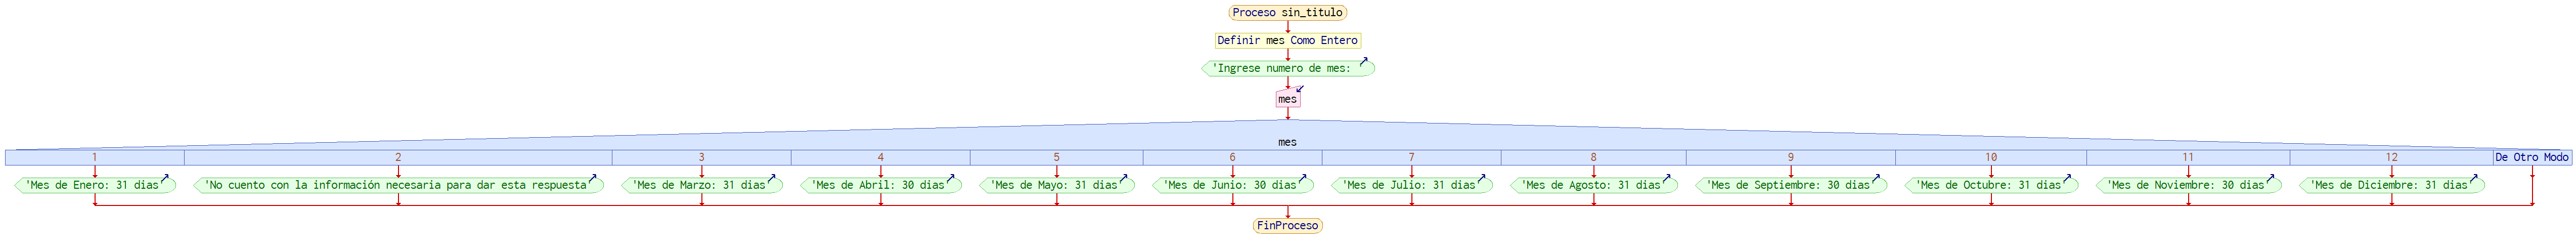 Proceso sin_titulo
Definir mes Como Entero
'Ingrese numero de mes: '
mes
mes
1 2 3 4 5 6 7 8 9 10 11 12 De Otro Modo
'Mes de Enero: 31 dias' 'No cuento con la información necesaria para dar esta respuesta' 'Mes de Marzo: 31 dias' 'Mes de Abril: 30 dias' 'Mes de Mayo: 31 dias' 'Mes de Junio: 30 dias' 'Mes de Julio: 31 dias' 'Mes de Agosto: 31 dias' 'Mes de Septiembre: 30 dias' 'Mes de Octubre: 31 dias' 'Mes de Noviembre: 30 dias' 'Mes de Diciembre: 31 dias'
FinProceso